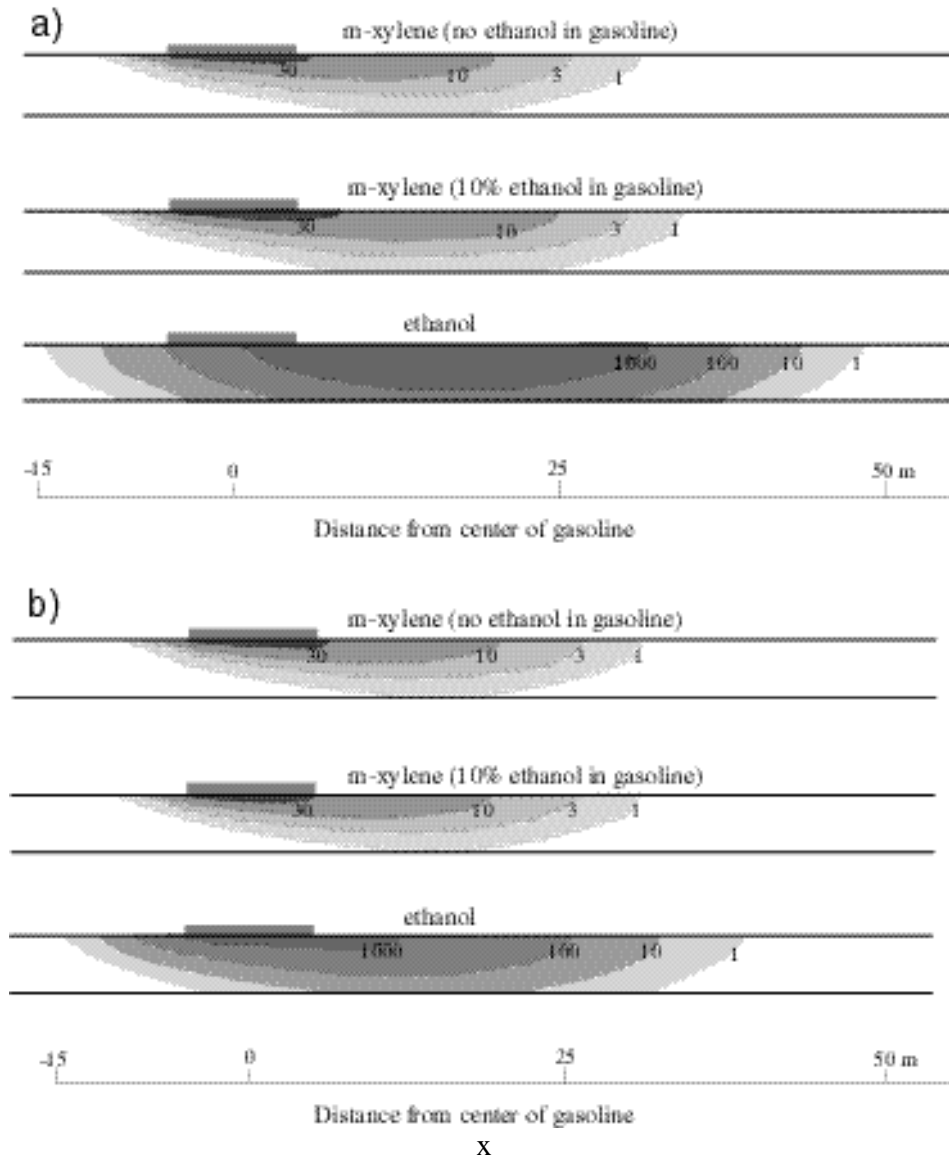 a)
m-xylene (no ethanol in gasoline)
30 10 3 1
m-xylene (10% ethanol in gasoline)
30 10 3 1
ethanol
1000 100 10 1
-15 0 25 50 m
Distance from center of gasoline
b)
m-xylene (no ethanol in gasoline)
30 10 3 1
m-xylene (10% ethanol in gasoline)
30 10 3 1
ethanol
1000 100 10 1
-15 0 25 50 m
Distance from center of gasoline
x